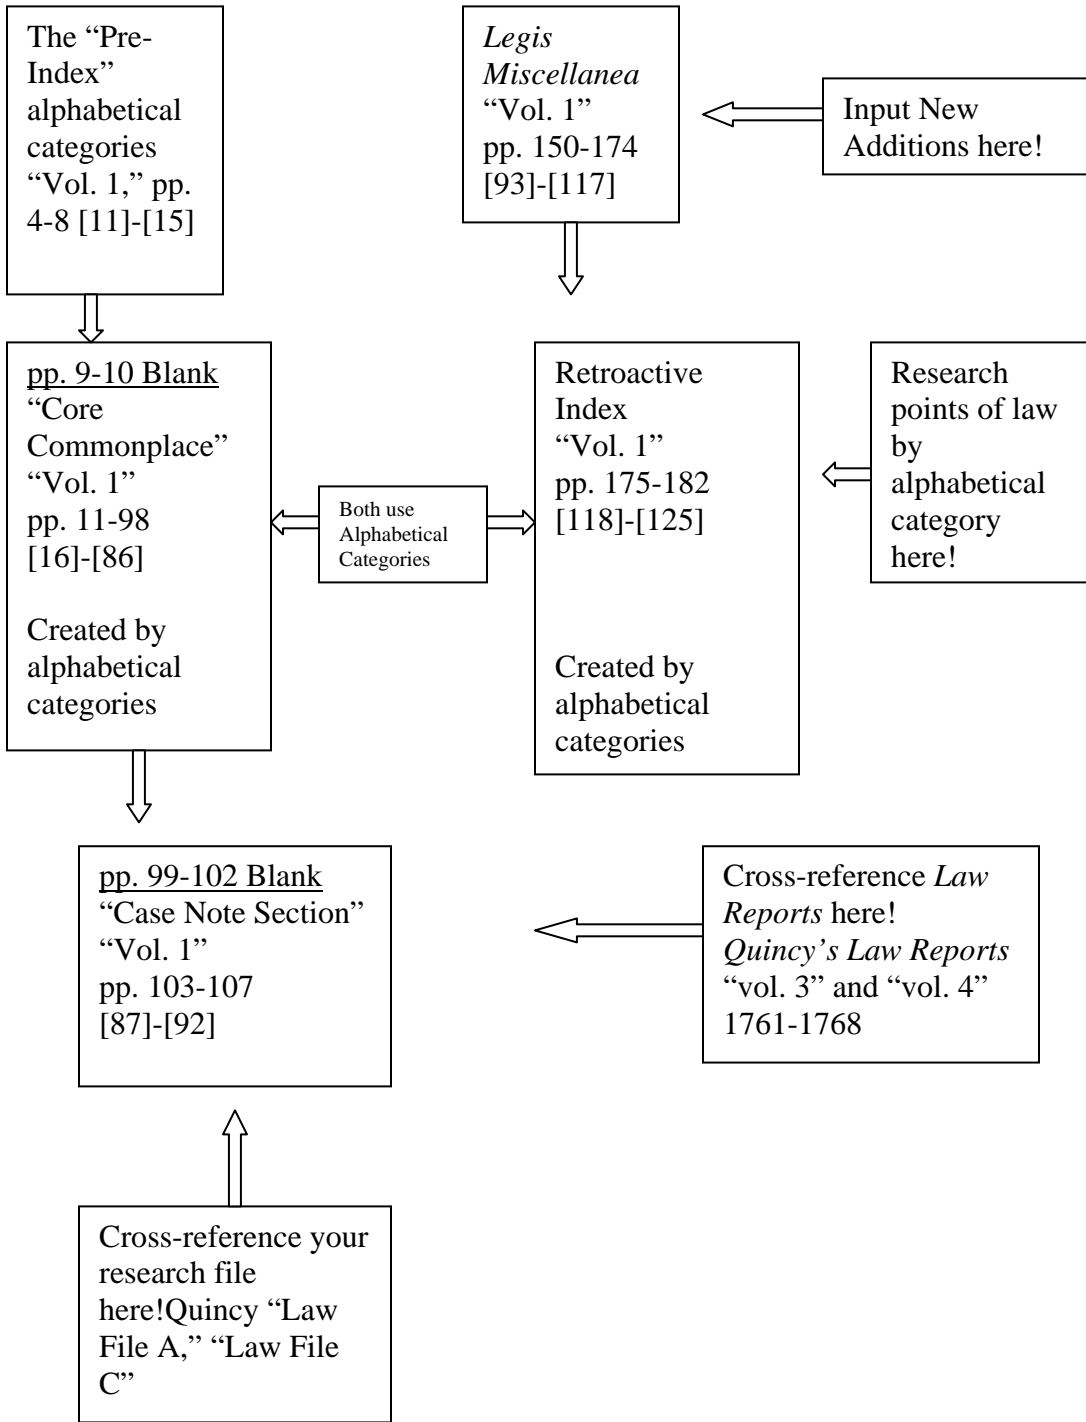 The “Pre-
Index”
alphabetical
categories
“Vol. 1,” pp.
4-8 [11]-[15]
Legis
Miscellanea
“Vol. 1”
pp. 150-174
[93]-[117]
Input New
Additions here!
pp. 9-10 Blank
“Core
Commonplace”
“Vol. 1”
pp. 11-98
[16]-[86]
Created by
alphabetical
categories
Both use
Alphabetical
Categories
Retroactive
Index
“Vol. 1”
pp. 175-182
[118]-[125]
Created by
alphabetical
categories
Research
points of law
by
alphabetical
category
here!
pp. 99-102 Blank
“Case Note Section”
“Vol. 1”
pp. 103-107
[87]-[92]
Cross-reference Law
Reports here!
Quincy’s Law Reports
“vol. 3” and “vol. 4”
1761-1768
Cross-reference your
research file
here!Quincy “Law
File A,” “Law File
C”